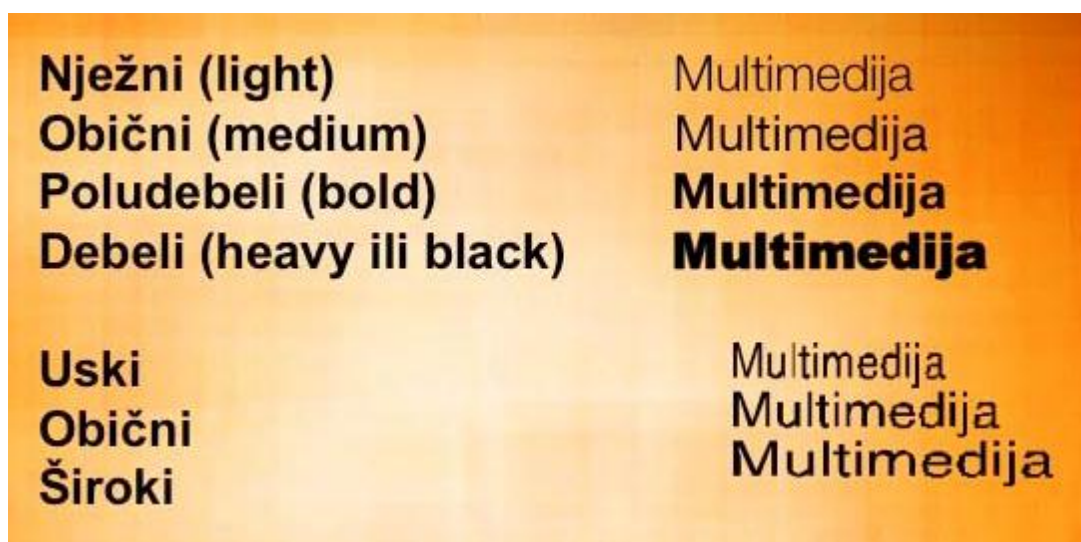 Nježni (light) Multimedija
Obični (medium) Multimedija
Poludebeli (bold) Multimedija
Debeli (heavy ili black) Multimedija
Uski Multimedija
Obični Multimedija
Široki Multimedija